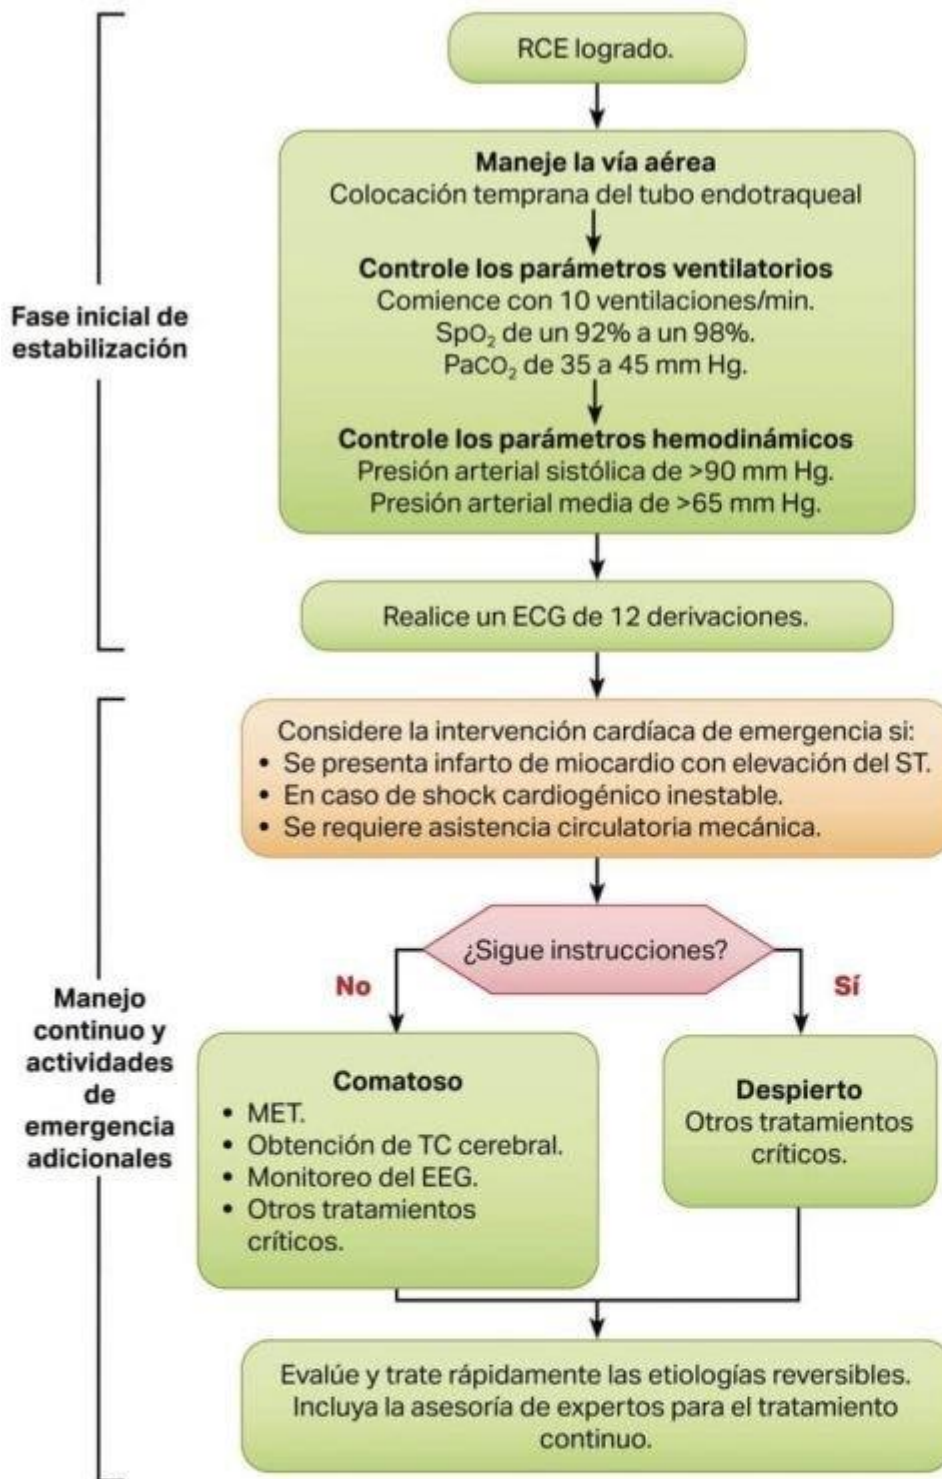 RCE logrado.
Maneje la vía aérea
Colocación temprana del tubo endotraqueal
Controle los parámetros ventilatorios
Comience con 10 ventilaciones/min.
SpO₂ de un 92% a un 98%.
PaCO₂ de 35 a 45 mm Hg.
Controle los parámetros hemodinámicos
Presión arterial sistólica de >90 mm Hg.
Presión arterial media de >65 mm Hg.
Fase inicial de
estabilización
Realice un ECG de 12 derivaciones.
Considere la intervención cardíaca de emergencia si:
• Se presenta infarto de miocardio con elevación del ST.
• En caso de shock cardiogénico inestable.
• Se requiere asistencia circulatoria mecánica.
¿Sigue instrucciones?
No
Sí
Manejo
continuo y
actividades
de
emergencia
adicionales
Comatoso
• MET.
• Obtención de TC cerebral.
• Monitoreo del EEG.
• Otros tratamientos
críticos.
Despierto
Otros tratamientos
críticos.
Evalúe y trate rápidamente las etiologías reversibles.
Incluya la asesoría de expertos para el tratamiento
continuo.